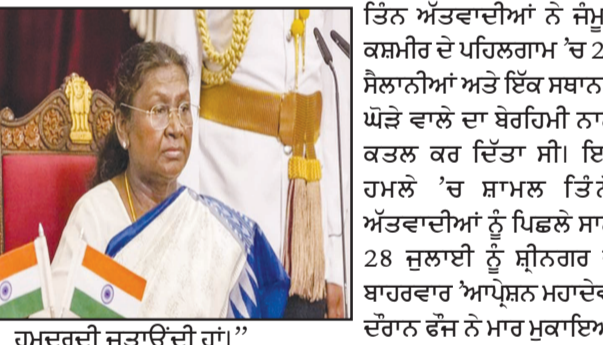 ਤਿੰਨ ਅੱਤਵਾਦੀਆਂ ਨੇ ਜੰਮੂ
ਕਸ਼ਮੀਰ ਦੇ ਪਹਿਲਗਾਮ ’ਚ 2
ਸੈਲਾਨੀਆਂ ਅਤੇ ਇੱਕ ਸਥਾਨ
ਘੋੜੇ ਵਾਲੇ ਦਾ ਬੇਰਹਿਮੀ ਨਾ
ਕਤਲ ਕਰ ਦਿੱਤਾ ਸੀ। ਇ
ਹਮਲੇ ’ਚ ਸ਼ਾਮਲ ਤਿੰਨੇ
ਅੱਤਵਾਦੀਆਂ ਨੂੰ ਪਿਛਲੇ ਸਾ
28 ਜੁਲਾਈ ਨੂੰ ਸ਼੍ਰੀਨਗਰ
ਬਾਹਰਵਾਰ ’ਆਪ੍ਰੇਸ਼ਨ ਮਹਾਦੇਵ
ਦੌਰਾਨ ਫੌਜ ਨੇ ਮਾਰ ਮੁਕਾਇਆ
ਹਮਦਰਦੀ ਜਤਾਉਂਦੀ ਹਾਂ।”